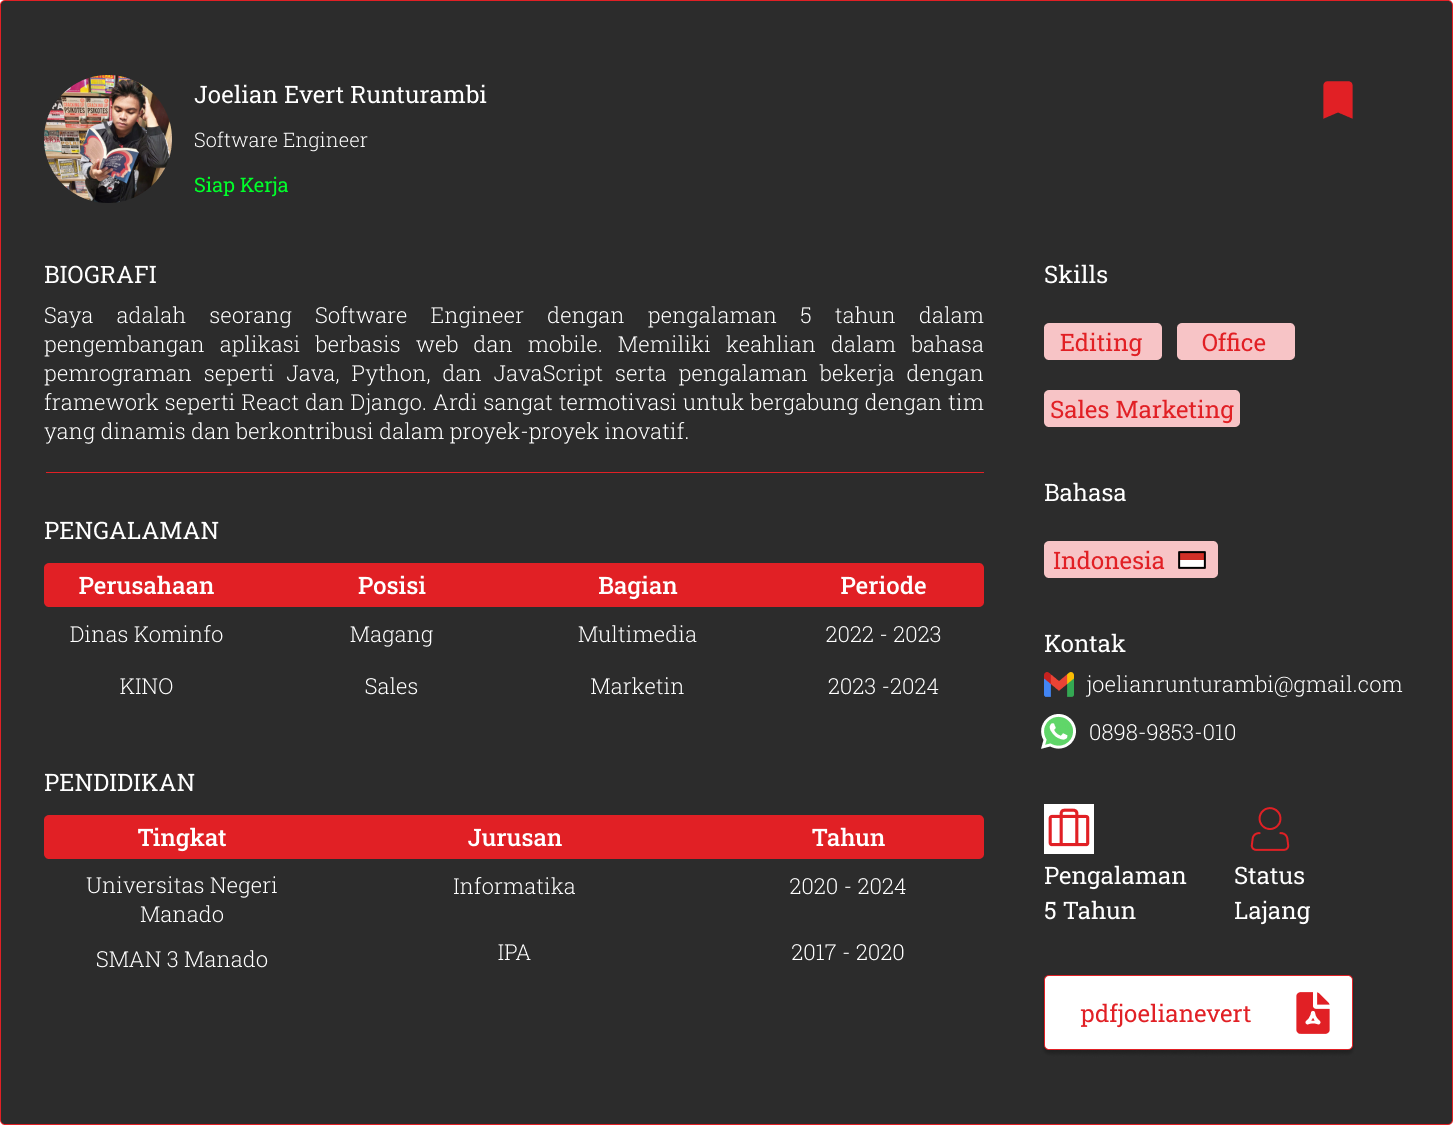 Joelian Evert Runturambi
Software Engineer
Siap Kerja
BIOGRAFI
Saya adalah seorang Software Engineer dengan pengalaman 5 tahun dalam
pengembangan aplikasi berbasis web dan mobile. Memiliki keahlian dalam bahasa
pemrograman seperti Java, Python, dan JavaScript serta pengalaman bekerja dengan
framework seperti React dan Django. Ardi sangat termotivasi untuk bergabung dengan tim
yang dinamis dan berkontribusi dalam proyek-proyek inovatif.
PENGALAMAN
Perusahaan Posisi Bagian Periode
Dinas Kominfo Magang Multimedia 2022 - 2023
KINO Sales Marketin 2023 -2024
PENDIDIKAN
Tingkat Jurusan Tahun
Universitas Negeri Informatika 2020 - 2024
Manado
SMAN 3 Manado IPA 2017 - 2020
Skills
Editing Office
Sales Marketing
Bahasa
Indonesia
Kontak
joelianrunturambi@gmail.com
0898-9853-010
Pengalaman Status
5 Tahun Lajang
pdfjoelianevert